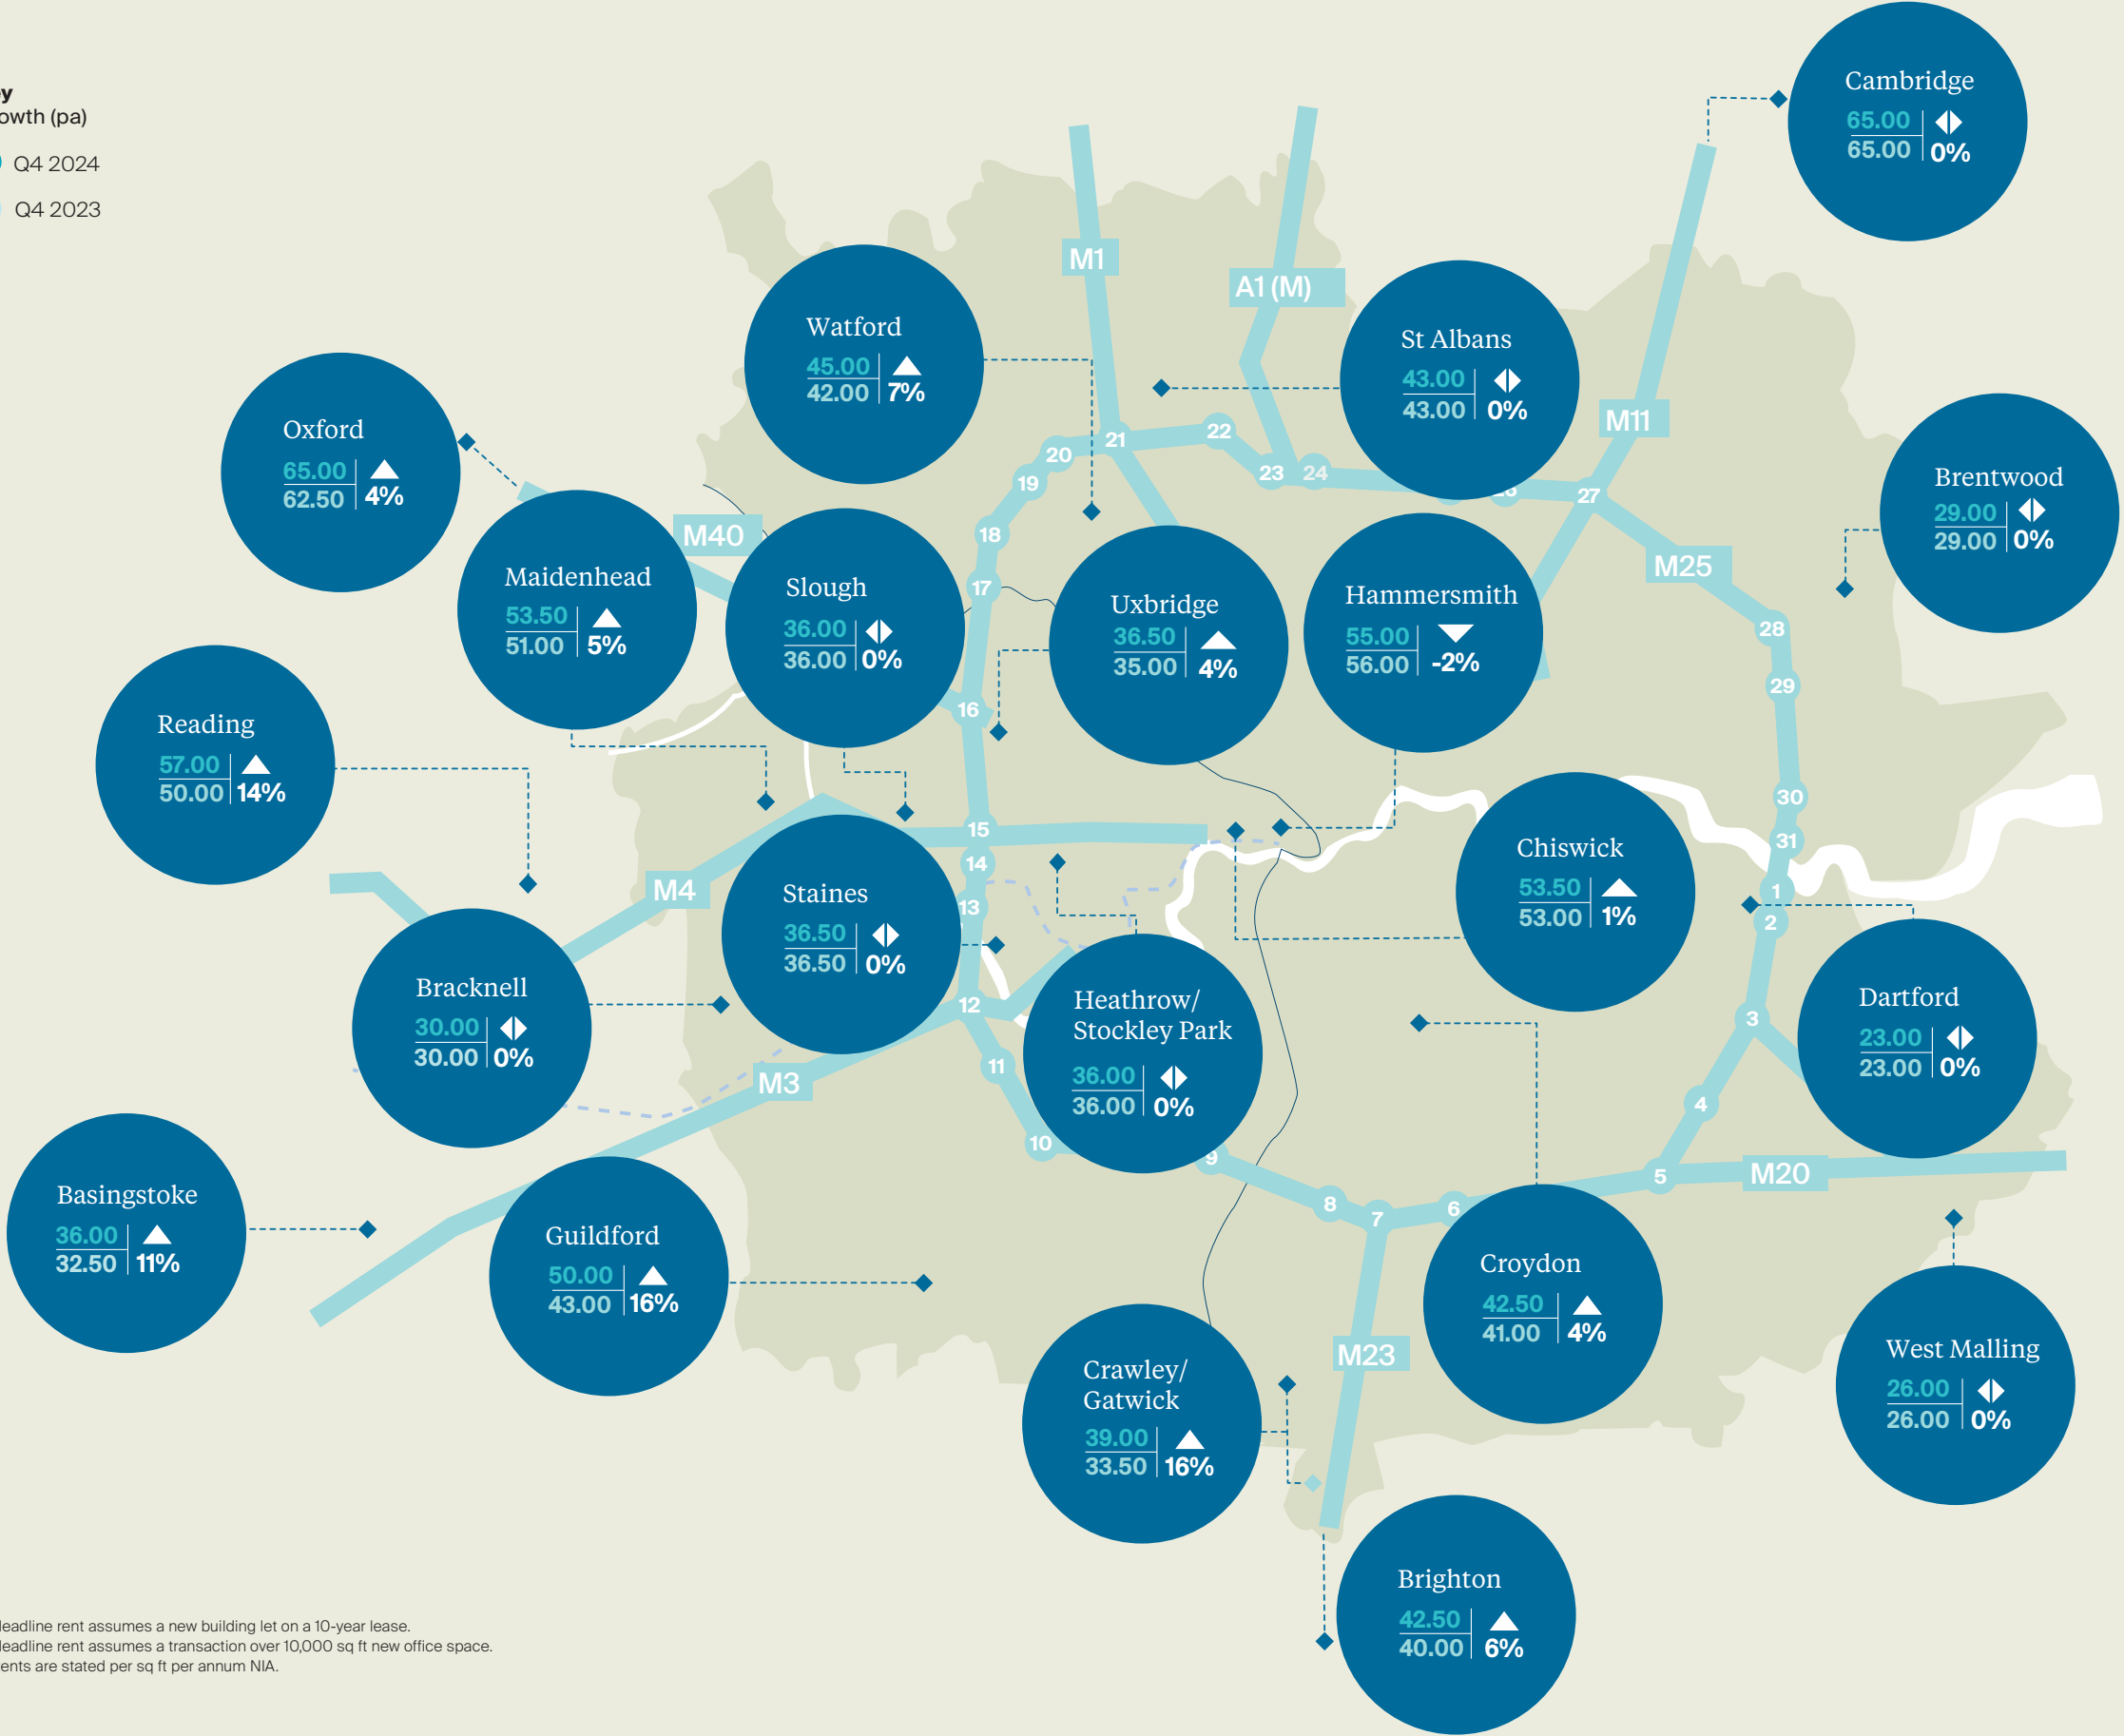 y
owth (pa)
Q4 2024
Q4 2023
Cambridge
65.00
65.00
0%
M1
A1 (M)
Watford
45.00
42.00
7%
St Albans
43.00
43.00
0%
M11
Oxford
65.00
62.50
4%
Brentwood
29.00
29.00
0%
22
21
20
19
23
24
27
18
M40
Maidenhead
53.50
51.00
5%
Slough
36.00
36.00
0%
17
Uxbridge
36.50
35.00
4%
Hammersmith
55.00
56.00
-2%
M25
28
29
16
Reading
57.00
50.00
14%
30
31
15
14
13
M4
Staines
36.50
36.50
0%
Chiswick
53.50
53.00
1%
1
2
Bracknell
30.00
30.00
0%
12
Heathrow/
Stockley Park
36.00
36.00
0%
Dartford
23.00
23.00
0%
3
11
M3
4
10
9
5
M20
8
7
6
Basingstoke
36.00
32.50
11%
Guildford
50.00
43.00
16%
Croydon
42.50
41.00
4%
M23
Crawley/
Gatwick
39.00
33.50
16%
West Malling
26.00
26.00
0%
Brighton
42.50
40.00
6%
eadline rent assumes a new building let on a 10-year lease.
eadline rent assumes a transaction over 10,000 sq ft new office space.
ents are stated per sq ft per annum NIA.